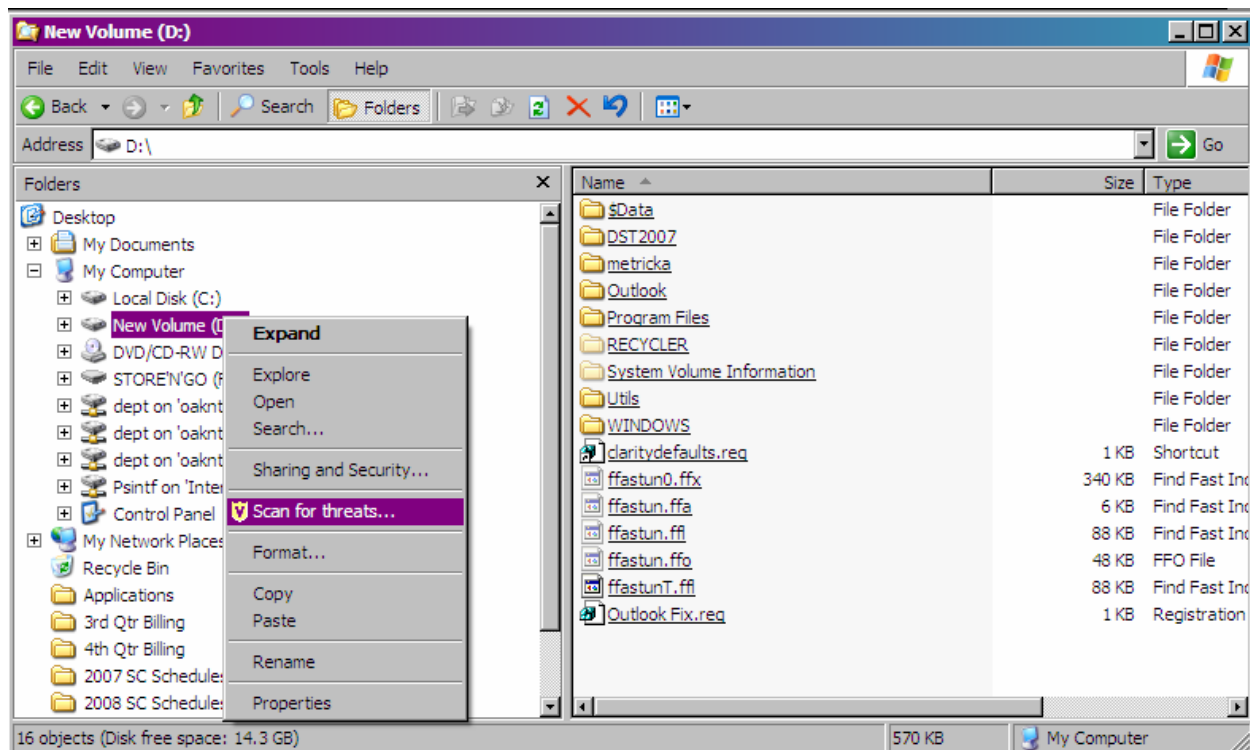 New Volume (D:)
File Edit View Favorites Tools Help
Back Search Folders
Address D:\ Go
Folders
Desktop
My Documents
My Computer
Local Disk (C:)
New Volume (D
DVD/CD-RW D
STORE'N'GO (F
dept on 'oaknt
dept on 'oaknt
dept on 'oaknt
Psintf on 'Inter
Control Panel
My Network Places
Recycle Bin
Applications
3rd Qtr Billing
4th Qtr Billing
2007 SC Schedules
2008 SC Schedules
Expand
Explore
Open
Search...
Sharing and Security...
Scan for threats...
Format...
Copy
Paste
Rename
Properties
Name Size Type
$Data File Folder
DST2007 File Folder
metricka File Folder
Outlook File Folder
Program Files File Folder
RECYCLER File Folder
System Volume Information File Folder
Utils File Folder
WINDOWS File Folder
claritydefaults.reg 1 KB Shortcut
ffastun0.ffx 340 KB Find Fast Ind
ffastun.ffa 6 KB Find Fast Ind
ffastun.ffl 88 KB Find Fast Ind
ffastun.ffo 48 KB FFO File
ffastunT.ffl 88 KB Find Fast Ind
Outlook Fix.reg 1 KB Registration
16 objects (Disk free space: 14.3 GB) 570 KB My Computer